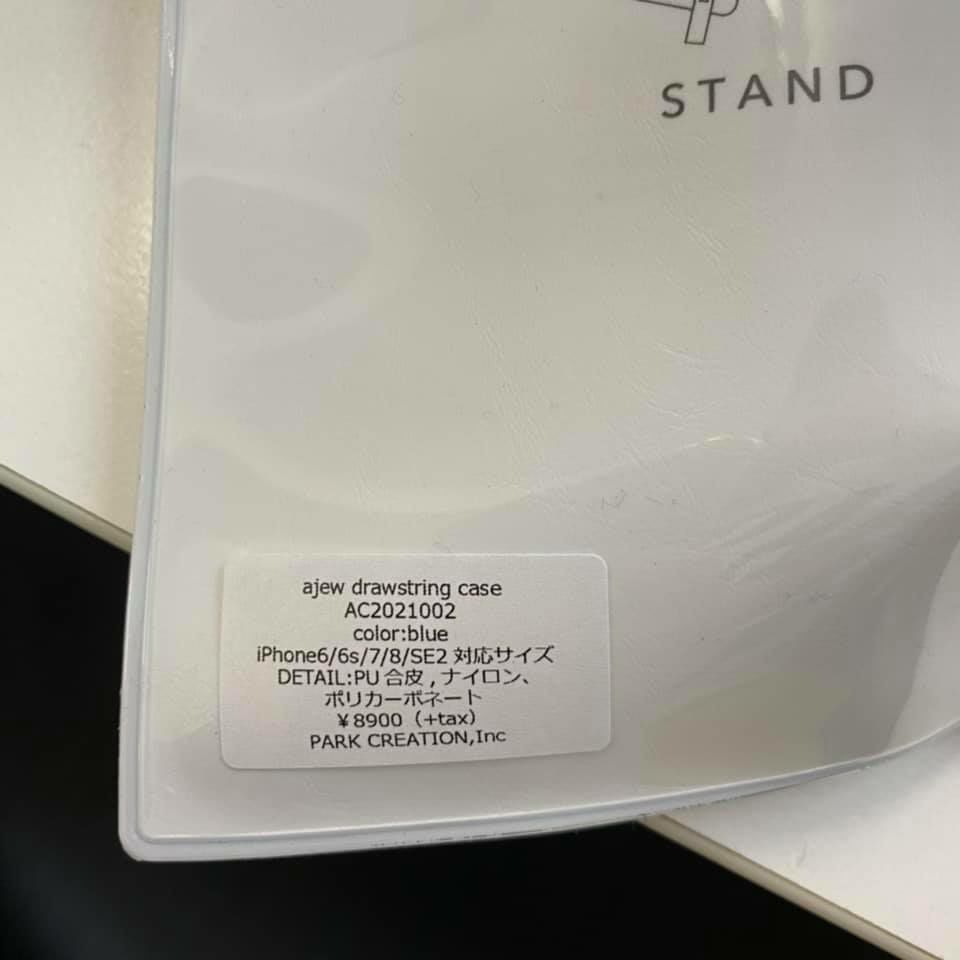 STAND
ajew drawstring case
AC2021002
color:blue
iPhone6/6s/7/8/SE2 対応サイズ
DETAIL:PU 合皮 , ナイロン、
ポリカーボネート
¥8900（+tax）
PARK CREATION,Inc